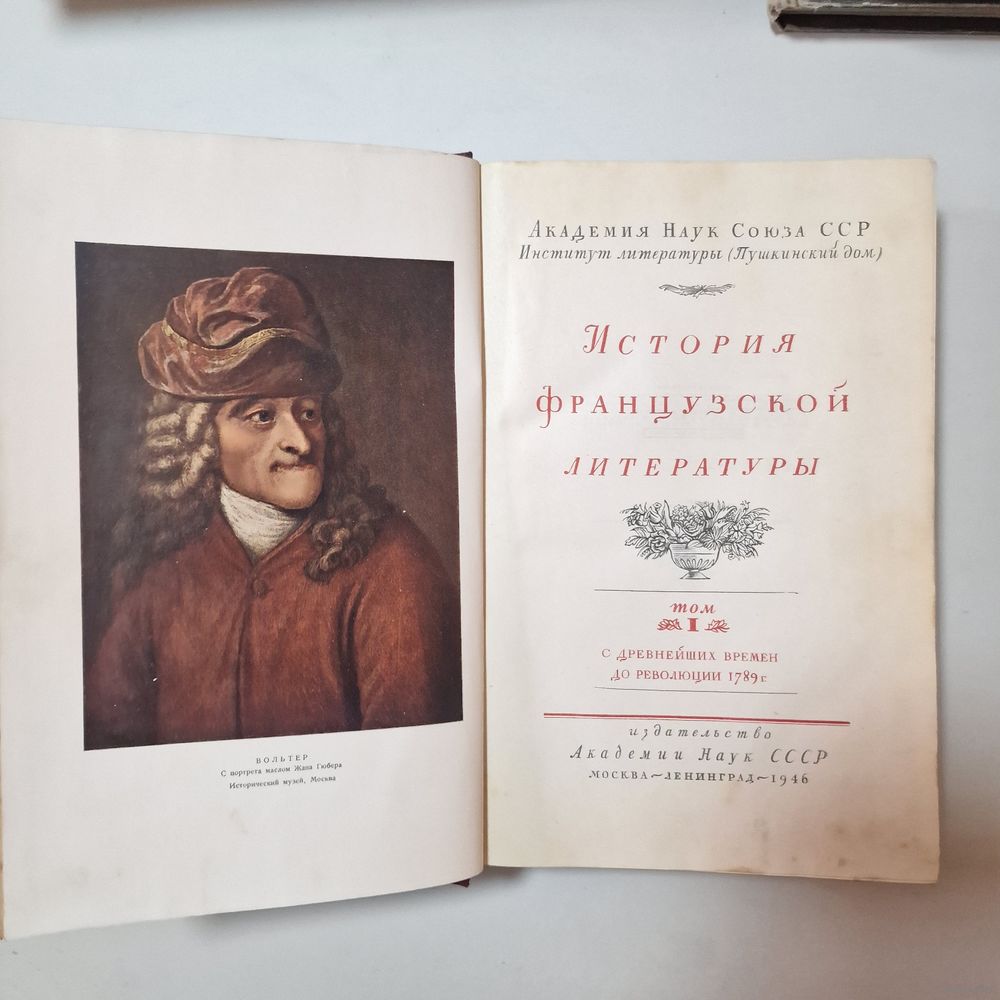 ВОЛЬТЕР
С портрета маслом Жана Гюбера
Исторический музей, Москва
Академия Наук Союза ССР
Институт литературы (Пушкинский дом)
История
французской
литературы
том
I
С ДРЕВНЕЙШИХ ВРЕМЕН
ДО РЕВОЛЮЦИИ 1789 г.
издательство
Академии Наук СССР
МОСКВА~ЛЕНИНГРАД~1946